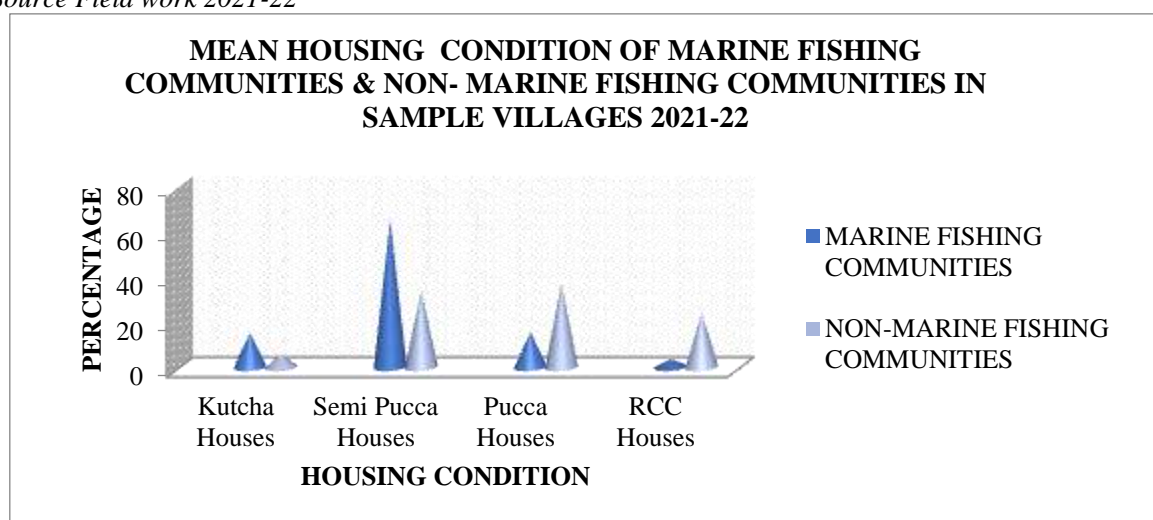 Source Field work 2021-22
MEAN HOUSING CONDITION OF MARINE FISHING
COMMUNITIES & NON- MARINE FISHING COMMUNITIES IN
SAMPLE VILLAGES 2021-22
PERCENTAGE
80
60
40
20
0
Kutcha
Houses
Semi Pucca
Houses
Pucca
Houses
RCC
Houses
HOUSING CONDITION
MARINE FISHING
COMMUNITIES
NON-MARINE FISHING
COMMUNITIES